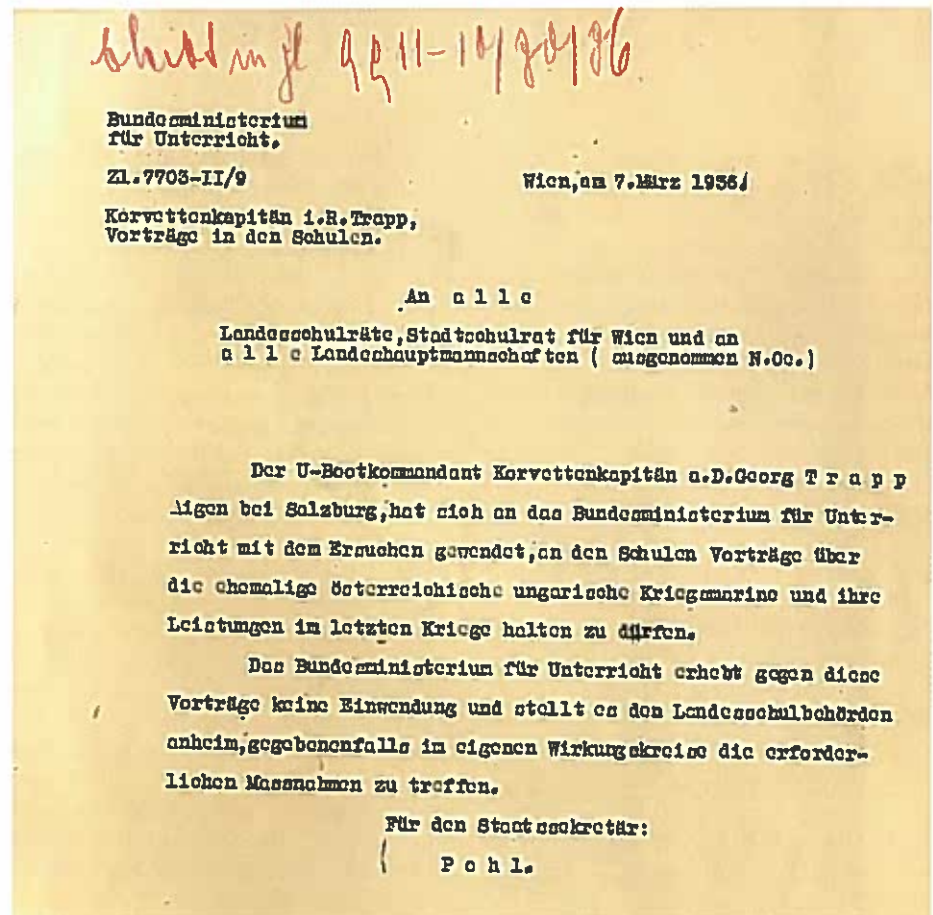 Bundesministerium
für Unterricht.
Zl.7703-II/9
Wien,am 7.März 1936.
Korvettenkapitän i.R.Trapp,
Vorträge in den Schulen.
An a l l e
Landesschulräte,Stadtschulrat für Wien und an
a l l e Landeshauptmannschaften ( ausgenommen N.Oe.)
Der U-Bootkommandant Korvettenkapitän a.D.Georg T r a p p
Aigen bei Salzburg,hat sich an das Bundesministerium für Unter-
richt mit dem Ersuchen gewendet,an den Schulen Vorträge über
die ehemalige österreichische ungarische Kriegsmarine und ihre
Leistungen im letzten Kriege halten zu dürfen.
Das Bundesministerium für Unterricht erhebt gegen diese
Vorträge keine Einwendung und stellt es den Landesschulbehörden
anheim,gegebenenfalls im eigenen Wirkungskreise die erforder-
lichen Massnahmen zu treffen.
Für den Staatssekretär:
P o h l.